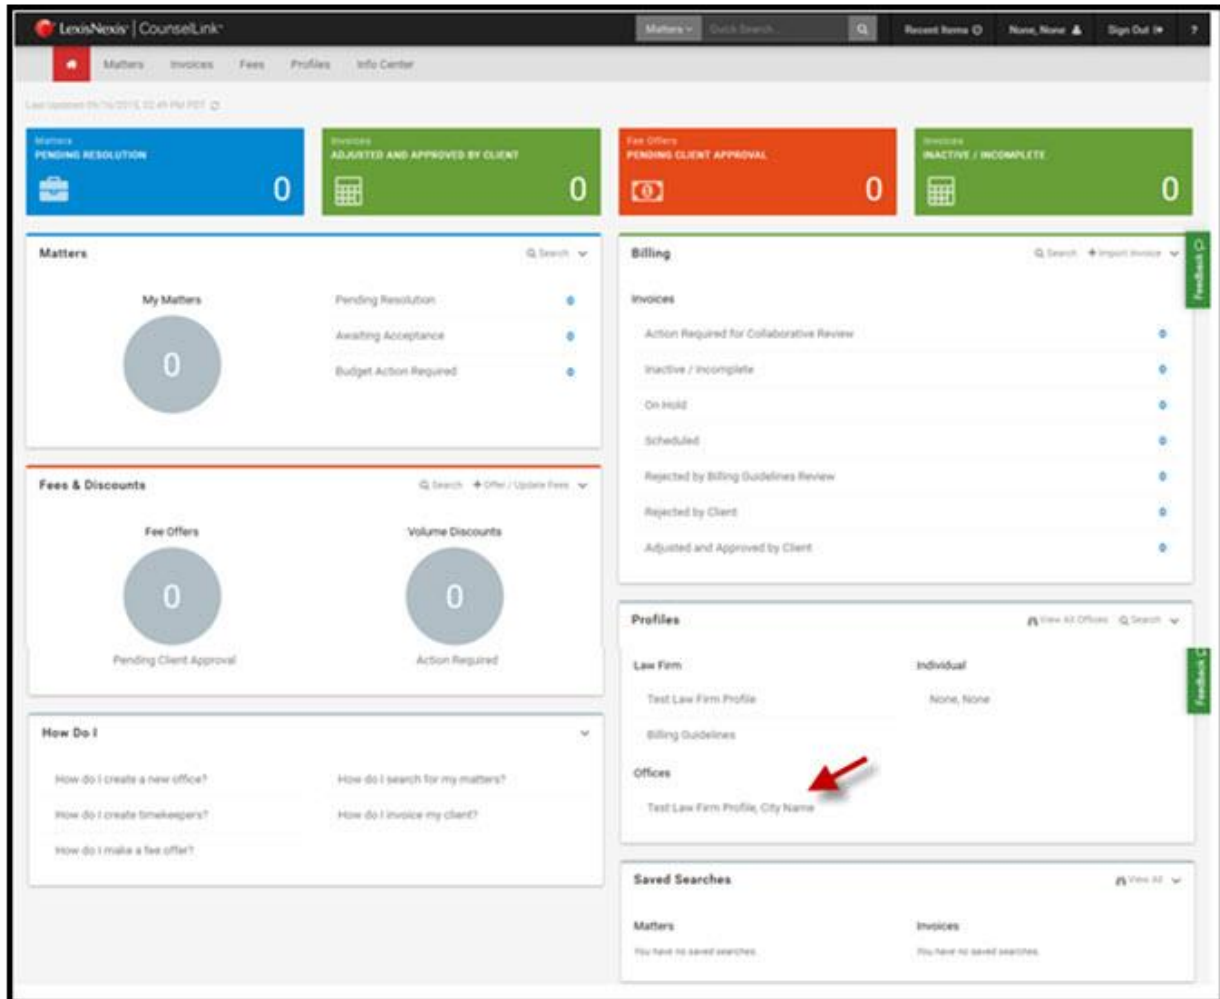 LexisNexis® | CounselLink™
Matters
Quick Search...
Recent Items
None, None
Sign Out
?
Matters
Invoices
Fees
Profiles
Info Center
Matters
PENDING RESOLUTION
0
Invoices
ADJUSTED AND APPROVED BY CLIENT
0
Fee Offers
PENDING CLIENT APPROVAL
0
Invoices
INACTIVE / INCOMPLETE
0
Matters
Search
My Matters
0
Pending Resolution 0
Awaiting Acceptance 0
Budget Action Required 0
Billing
Search
+ Import Invoice
Feedback
Invoices
Action Required for Collaborative Review 0
Inactive / Incomplete 0
On Hold 0
Scheduled 0
Rejected by Billing Guidelines Review 0
Rejected by Client 0
Adjusted and Approved by Client 0
Fees & Discounts
Search
+ Offer / Update Fees
Fee Offers
0
Pending Client Approval
Volume Discounts
0
Action Required
Profiles
View All Offices
Search
Feedback
Law Firm
Test Law Firm Profile
Billing Guidelines
Individual
None, None
Offices
Test Law Firm Profile, City Name
How Do I
How do I create a new office?
How do I search for my matters?
How do I create timekeepers?
How do I invoice my client?
How do I make a fee offer?
Saved Searches
View All
Matters
You have no saved searches.
Invoices
You have no saved searches.